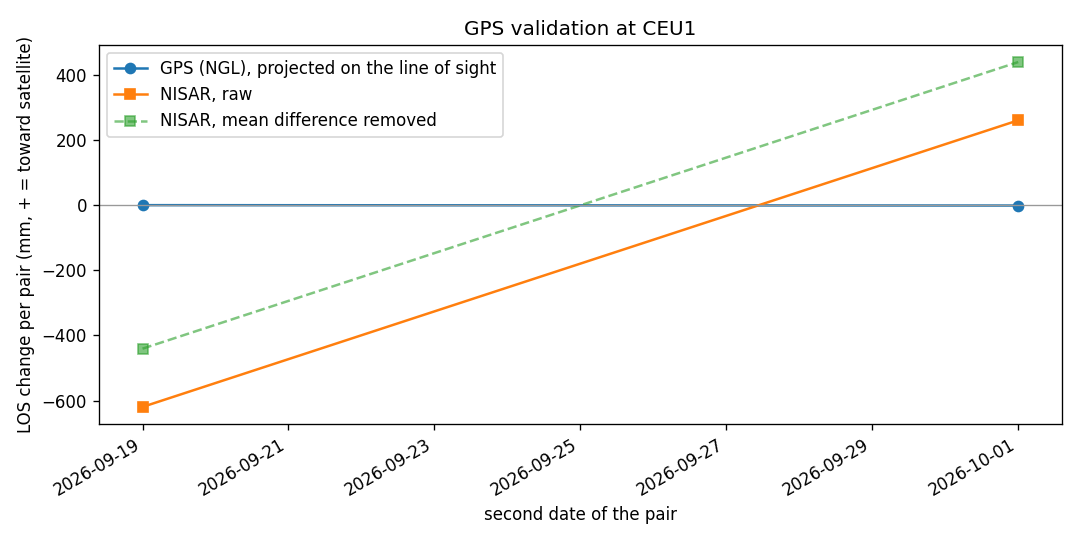 GPS validation at CEU1
GPS (NGL), projected on the line of sight
NISAR, raw
NISAR, mean difference removed
LOS change per pair (mm, + = toward satellite)
400
200
0
−200
−400
−600
2026-09-19
2026-09-21
2026-09-23
2026-09-25
2026-09-27
2026-09-29
2026-10-01
second date of the pair